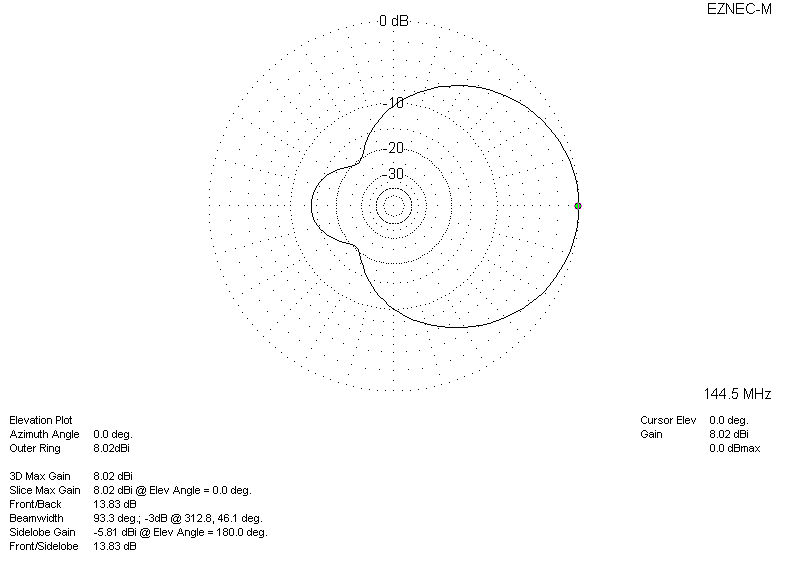 EZNEC-M
0 dB
-10
-20
-30
144.5 MHz
Elevation Plot
Azimuth Angle 0.0 deg.
Outer Ring 8.02dBi
Cursor Elev 0.0 deg.
Gain 8.02 dBi
0.0 dBmax
3D Max Gain 8.02 dBi
Slice Max Gain 8.02 dBi @ Elev Angle = 0.0 deg.
Front/Back 13.83 dB
Beamwidth 93.3 deg.; -3dB @ 312.8, 46.1 deg.
Sidelobe Gain -5.81 dBi @ Elev Angle = 180.0 deg.
Front/Sidelobe 13.83 dB